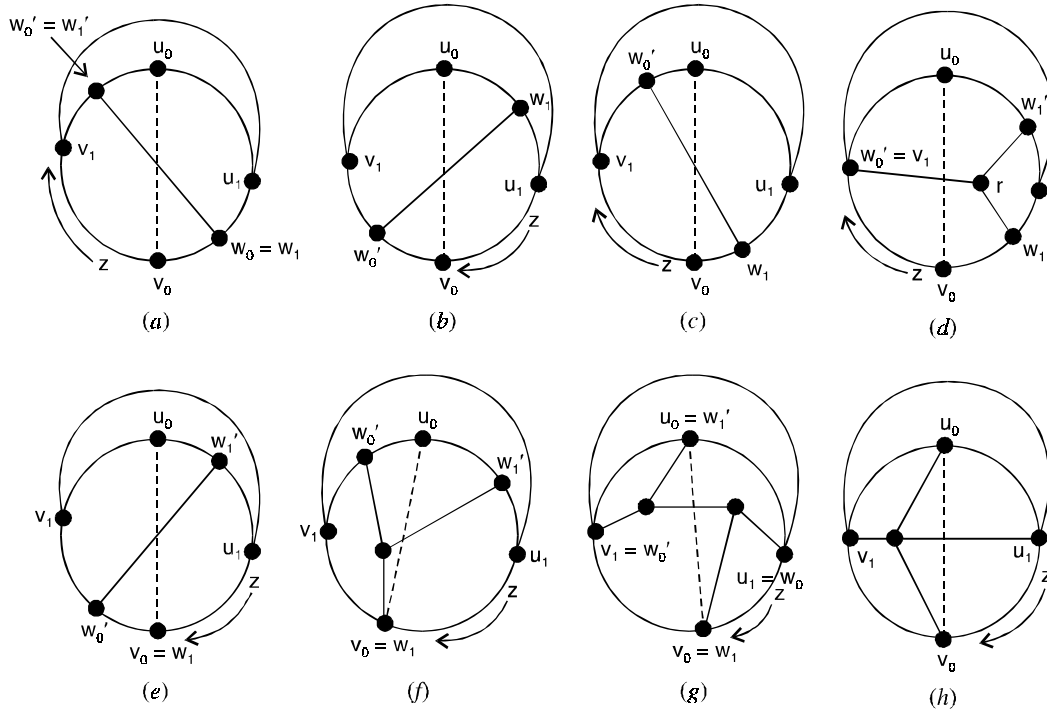 w₀′ = w₁′
u₀
v₁
u₁
w₀ = w₁
z
v₀
(a)
u₀
w₁
v₁
u₁
w₀′
z
v₀
(b)
w₀′
u₀
v₁
u₁
z
w₁
v₀
(c)
u₀
w₁′
w₀′ = v₁
r
w₁
z
v₀
(d)
u₀
w₁′
v₁
u₁
z
w₀′
v₀ = w₁
(e)
w₀′
u₀
w₁′
v₁
u₁
z
v₀ = w₁
(f)
u₀ = w₁′
v₁ = w₀′
u₁ = w₀
z
v₀ = w₁
(g)
u₀
v₁
u₁
z
v₀
(h)